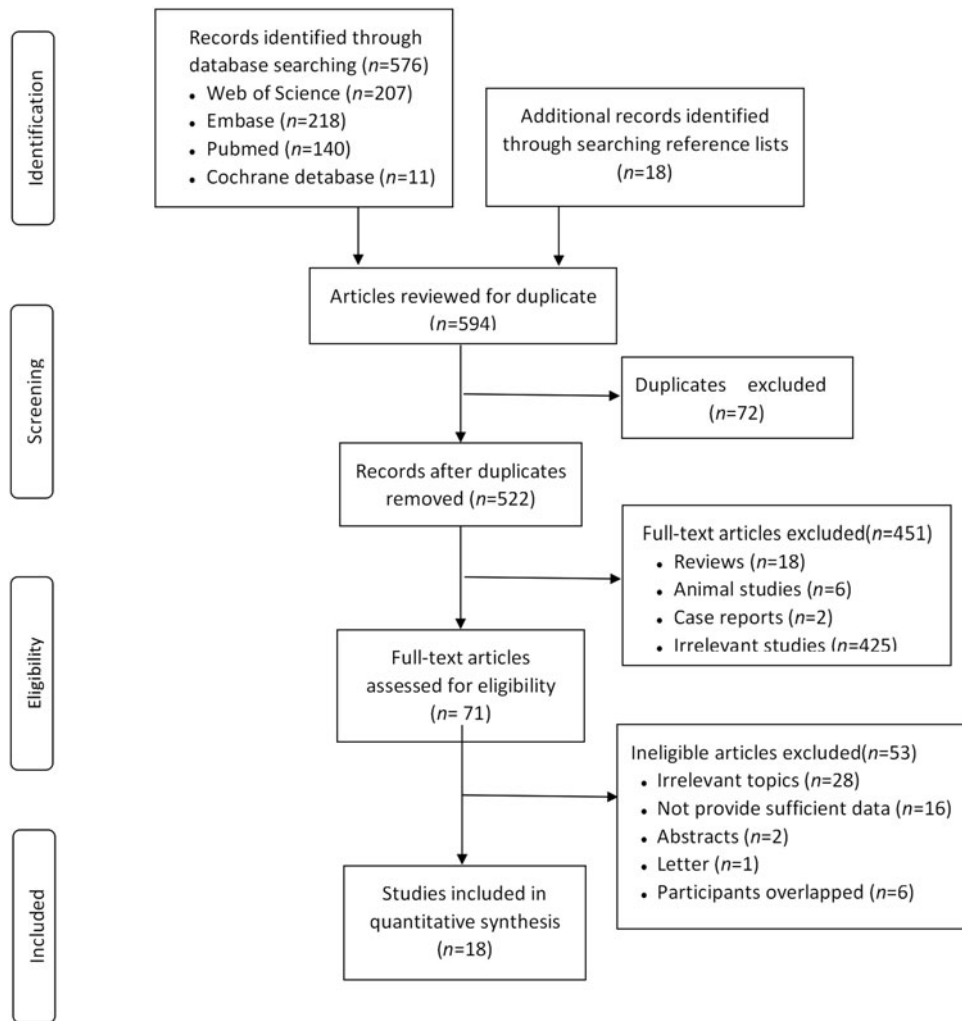 Identification
Records identified through
database searching (n=576)
• Web of Science (n=207)
• Embase (n=218)
• Pubmed (n=140)
• Cochrane detabase (n=11)
Additional records identified
through searching reference lists
(n=18)
Articles reviewed for duplicate
(n=594)
Screening
Duplicates excluded
(n=72)
Records after duplicates
removed (n=522)
Full-text articles excluded(n=451)
• Reviews (n=18)
• Animal studies (n=6)
• Case reports (n=2)
• Irrelevant studies (n=425)
Eligibility
Full-text articles
assessed for eligibility
(n= 71)
Ineligible articles excluded(n=53)
• Irrelevant topics (n=28)
• Not provide sufficient data (n=16)
• Abstracts (n=2)
• Letter (n=1)
• Participants overlapped (n=6)
Included
Studies included in
quantitative synthesis
(n=18)